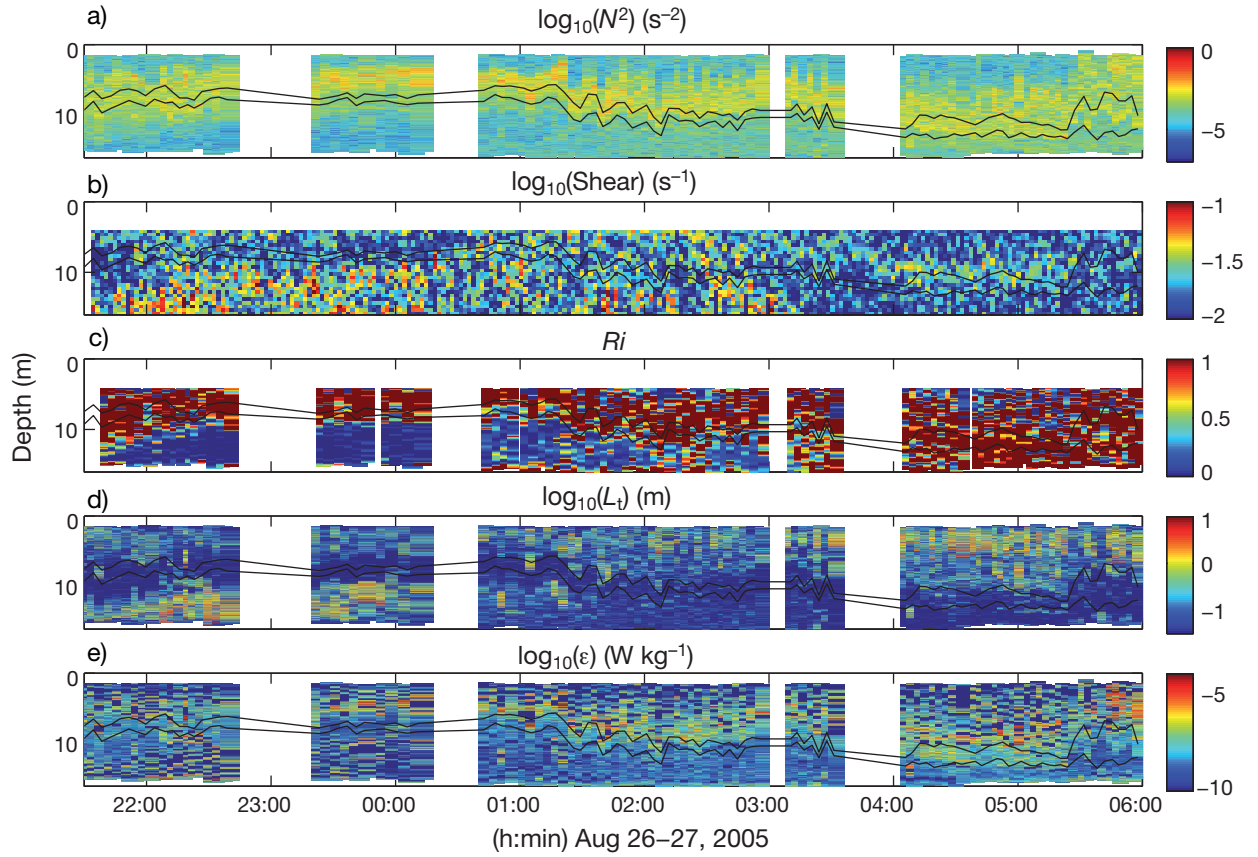 a) log₁₀(N²) (s⁻²)
0
10
0
−5
b) log₁₀(Shear) (s⁻¹)
0
10
−1
−1.5
−2
c) Ri
0
10
1
0.5
0
Depth (m)
d) log₁₀(Lₜ) (m)
0
10
1
0
−1
e) log₁₀(ε) (W kg⁻¹)
0
10
−5
−10
22:00 23:00 00:00 01:00 02:00 03:00 04:00 05:00 06:00
(h:min) Aug 26–27, 2005